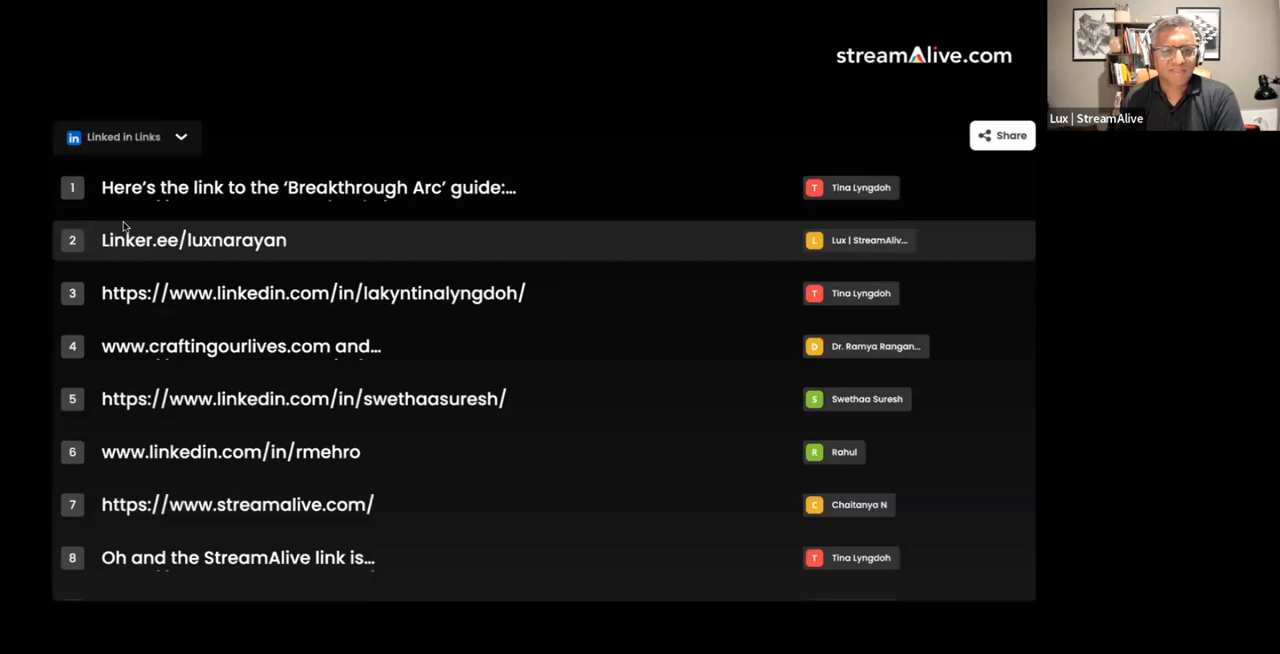 streamAlive.com
Lux | StreamAlive
in Linked in Links
Share
1 Here's the link to the 'Breakthrough Arc' guide:... T Tina Lyngdoh
2 Linker.ee/luxnarayan L Lux | StreamAliv...
3 https://www.linkedin.com/in/lakyntinalyngdoh/ T Tina Lyngdoh
4 www.craftingourlives.com and... D Dr. Ramya Rangan...
5 https://www.linkedin.com/in/swethaasuresh/ S Swethaa Suresh
6 www.linkedin.com/in/rmehro R Rahul
7 https://www.streamalive.com/ C Chaitanya N
8 Oh and the StreamAlive link is... T Tina Lyngdoh